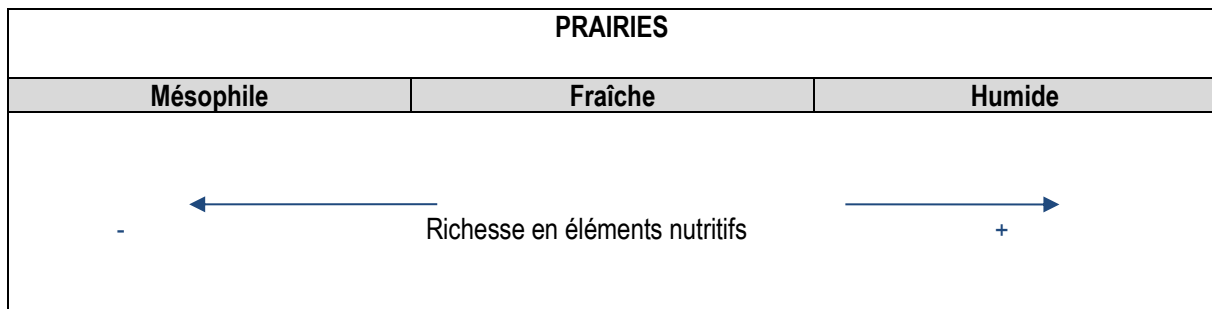 PRAIRIES
Mésophile Fraîche Humide
- Richesse en éléments nutritifs +